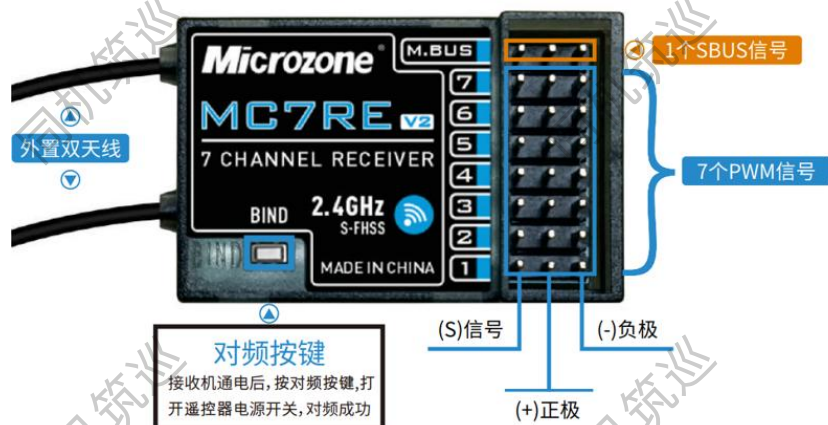 Microzone
M.BUS
1个SBUS信号
7
MC7RE V2
6
外置双天线
7 CHANNEL RECEIVER
5
7个PWM信号
4
BIND
2.4GHz
S-FHSS
3
2
MADE IN CHINA
1
(S)信号
(-)负极
(+)正极
对频按键
接收机通电后,按对频按键,打
开遥控器电源开关,对频成功